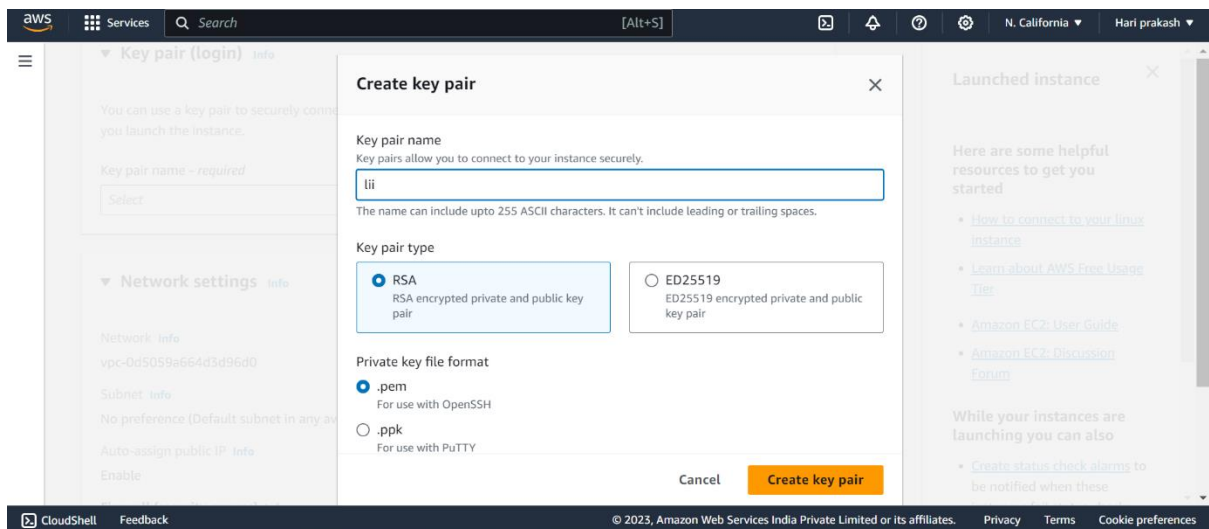 aws
Services
Search
[Alt+S]
N. California
Hari prakash
Key pair (login) Info
You can use a key pair to securely
you launch the instance.
Key pair name - required
Select
Network settings Info
Network Info
vpc-0d5059a664d3d96d0
Subnet Info
No preference (Default subnet in any
Auto-assign public IP Info
Enable
Create key pair
Key pair name
Key pairs allow you to connect to your instance securely.
lii
The name can include upto 255 ASCII characters. It can't include leading or trailing spaces.
Key pair type
RSA
RSA encrypted private and public key
pair
ED25519
ED25519 encrypted private and public
key pair
Private key file format
.pem
For use with OpenSSH
.ppk
For use with PuTTY
Cancel
Create key pair
Launched instance
Here are some helpful
resources to get you
started
How to connect to your linux
instance
Learn about AWS Free Usage
Tier
Amazon EC2: User Guide
Amazon EC2: Discussion
Forum
While your instances are
launching you can also
Create status check alarms to
be notified when these
CloudShell
Feedback
© 2023, Amazon Web Services India Private Limited or its affiliates.
Privacy
Terms
Cookie preferences